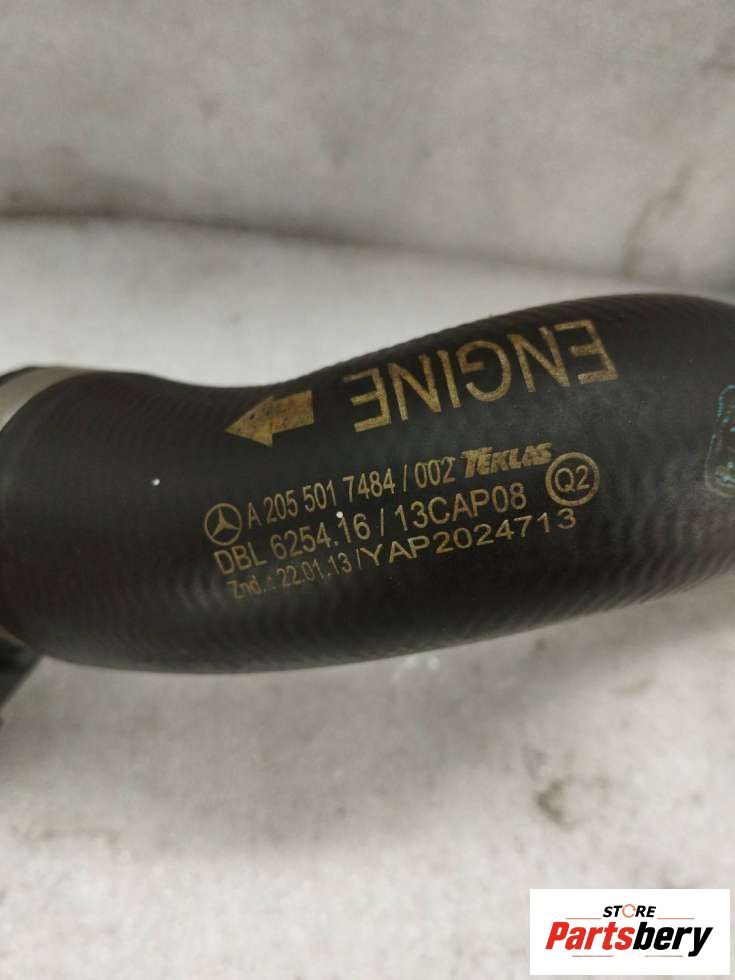 ENGINE
A 205 501 7484 / 002 TEKLAS
DBL 6254.16 / 13CAP08 Q2
Znd..: 22.01.13 / YAP2024713
STORE
Partsbery